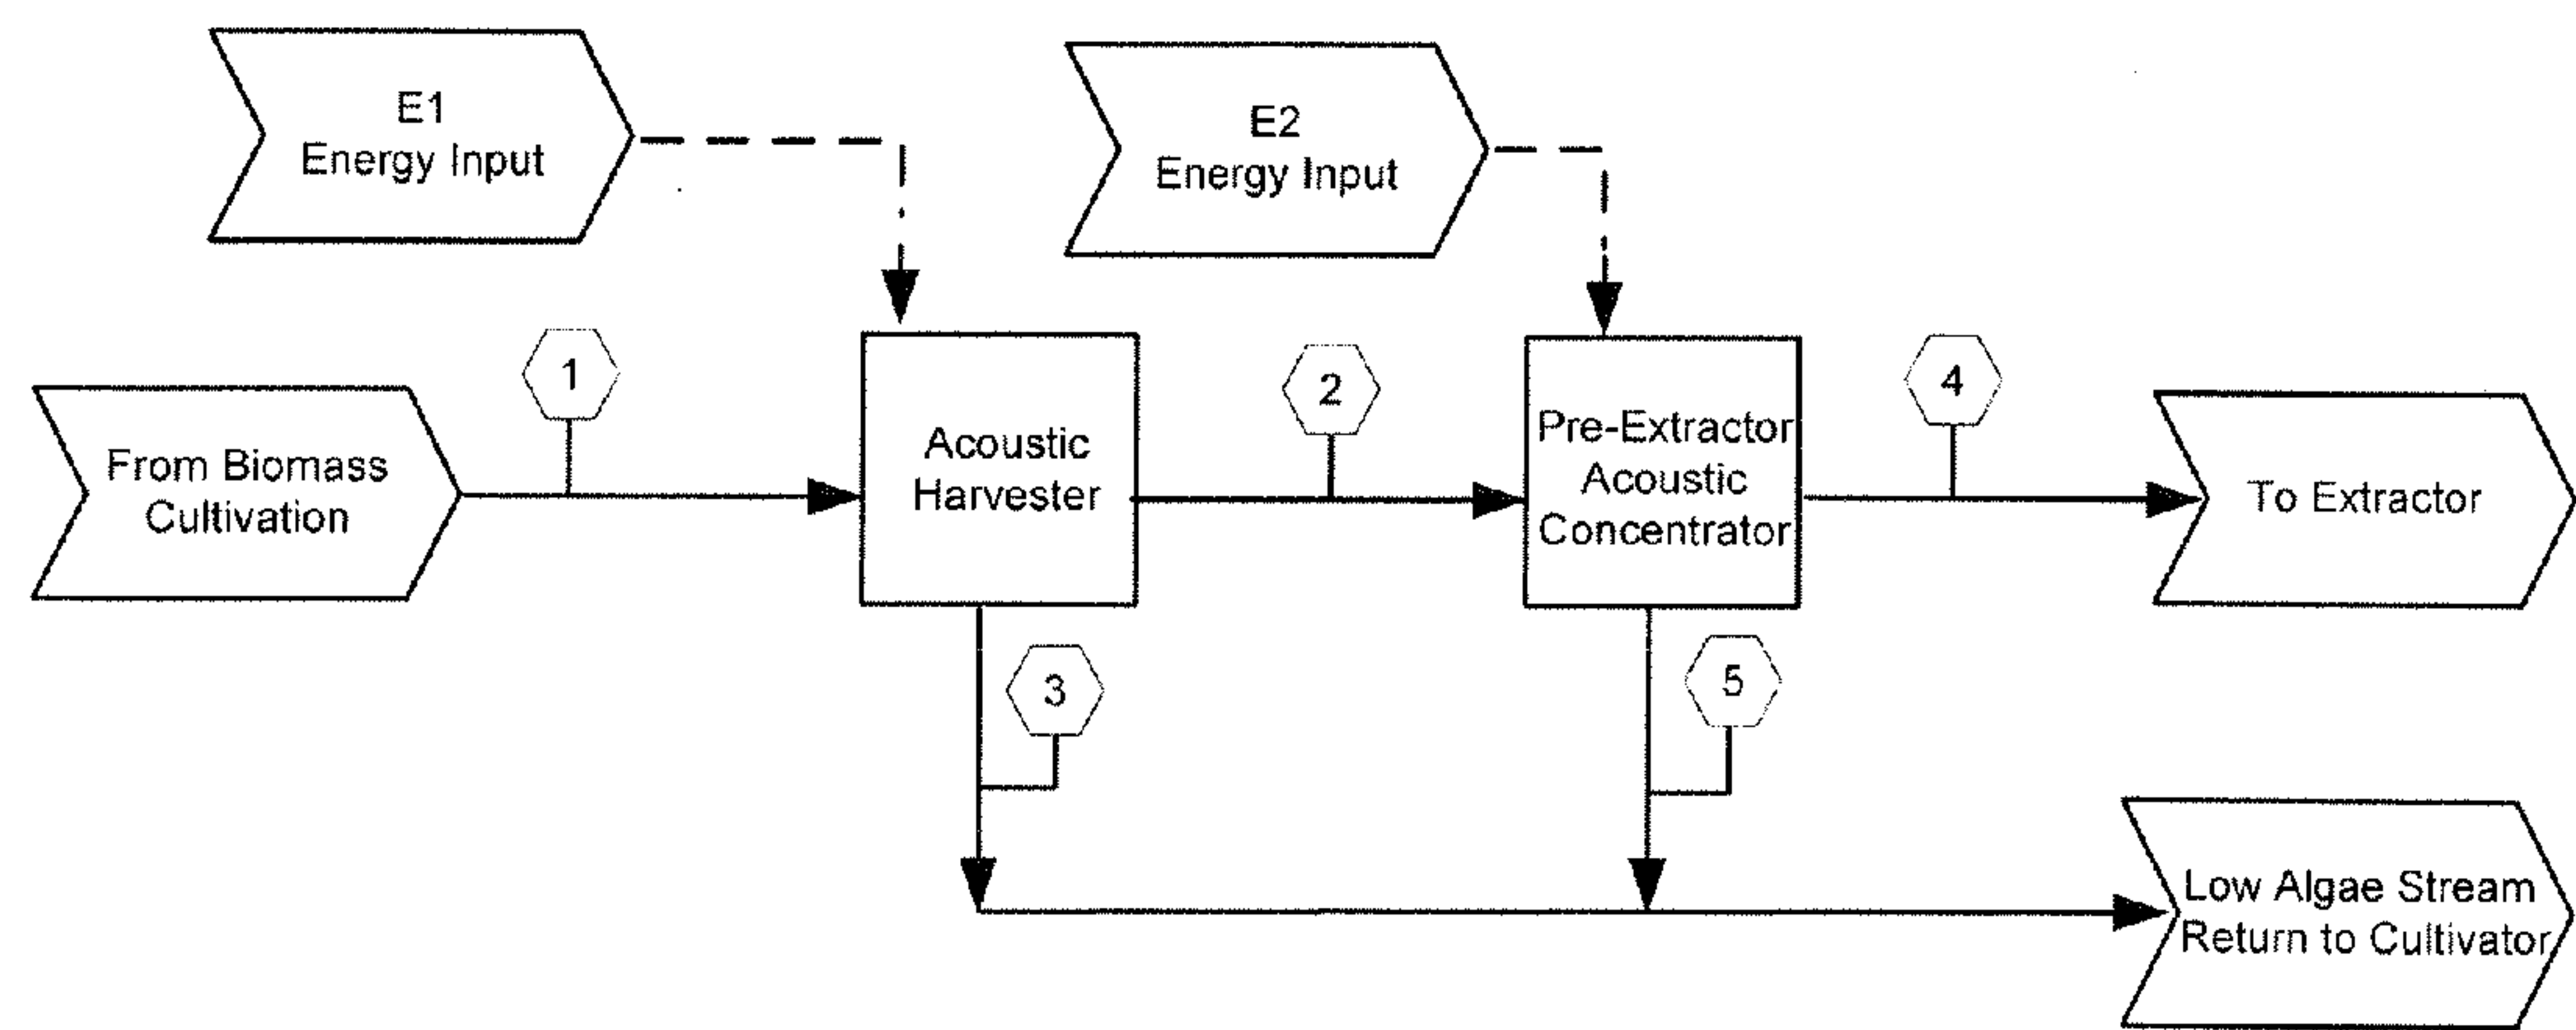 E1
Energy Input
E2
Energy Input
1
2
4
From Biomass
Cultivation
Acoustic
Harvester
Pre-Extractor
Acoustic
Concentrator
To Extractor
3
5
Low Algae Stream
Return to Cultivator